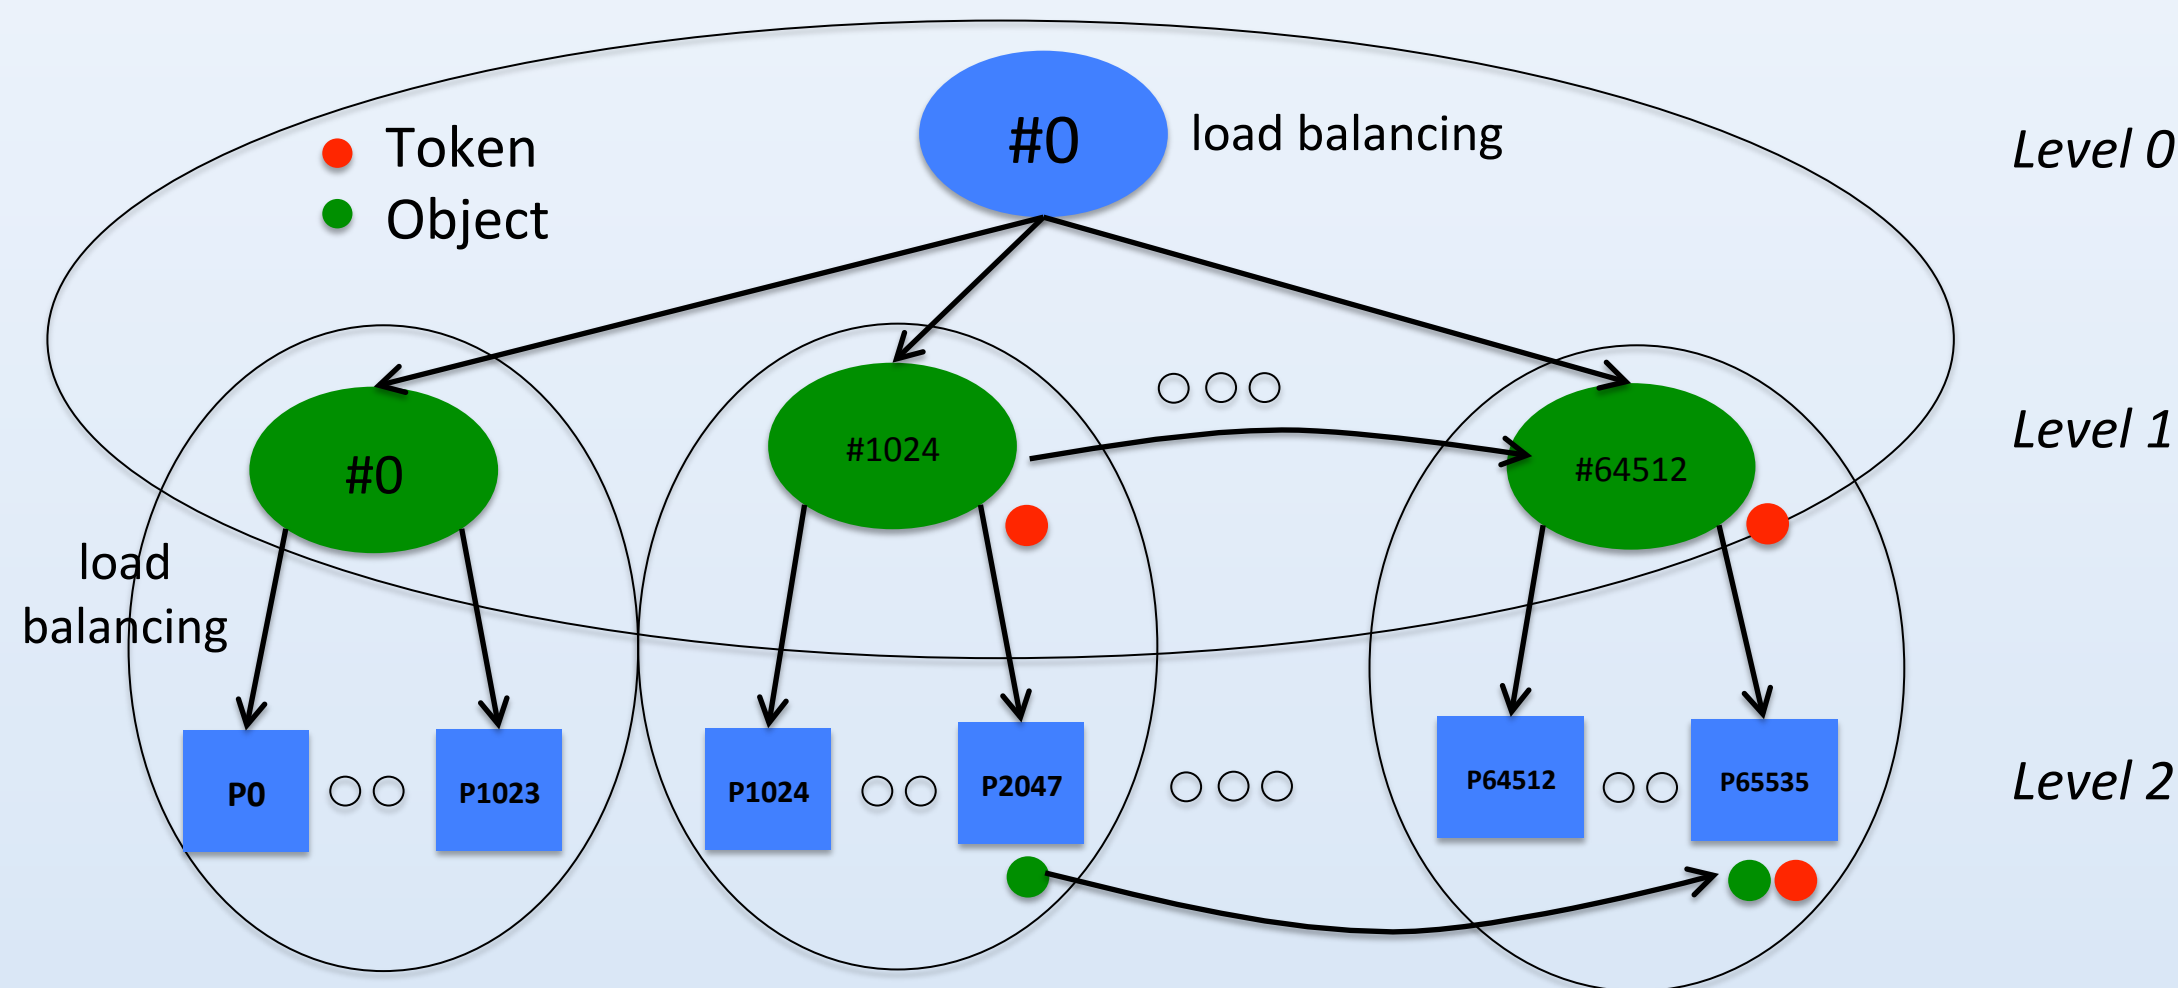 #0
load balancing
Level 0
Token
Object
#0
#1024
#64512
Level 1
load
balancing
P0
P1023
P1024
P2047
P64512
P65535
Level 2